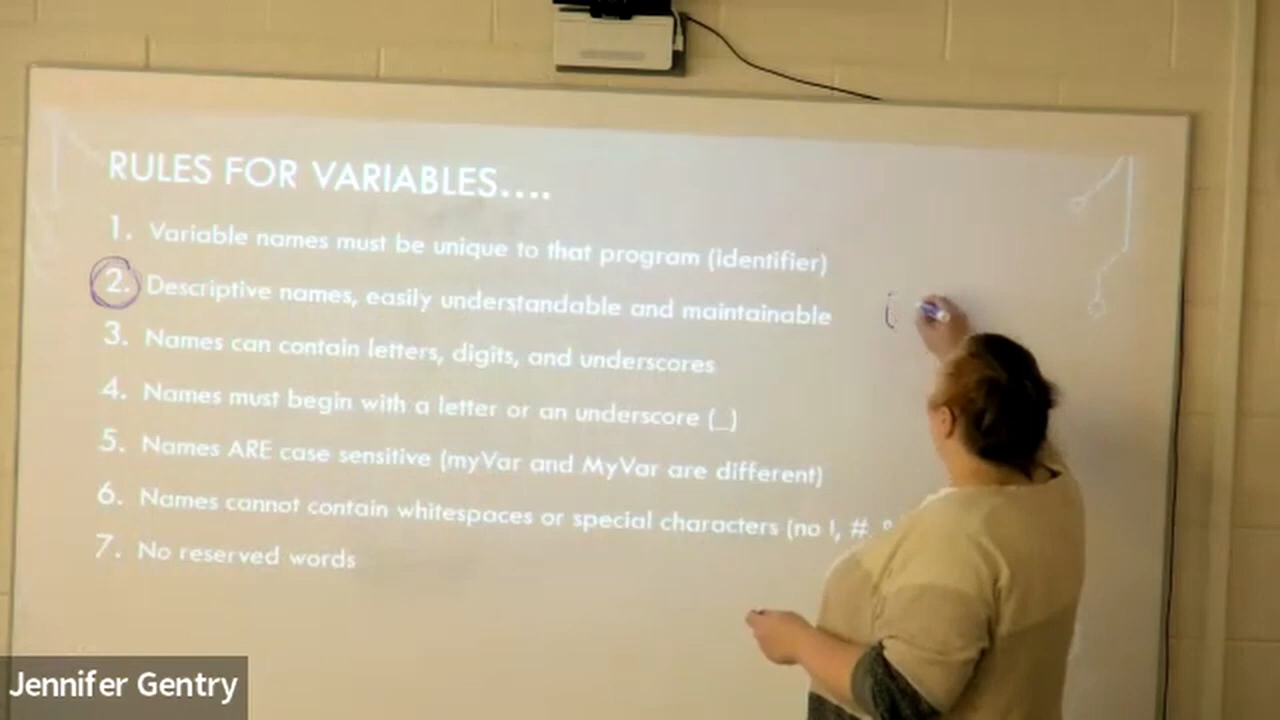 RULES FOR VARIABLES....
1. Variable names must be unique to that program (identifier)
2. Descriptive names, easily understandable and maintainable
3. Names can contain letters, digits, and underscores
4. Names must begin with a letter or an underscore (_)
5. Names ARE case sensitive (myVar and MyVar are different)
6. Names cannot contain whitespaces or special characters (no !, #,
7. No reserved words
Jennifer Gentry